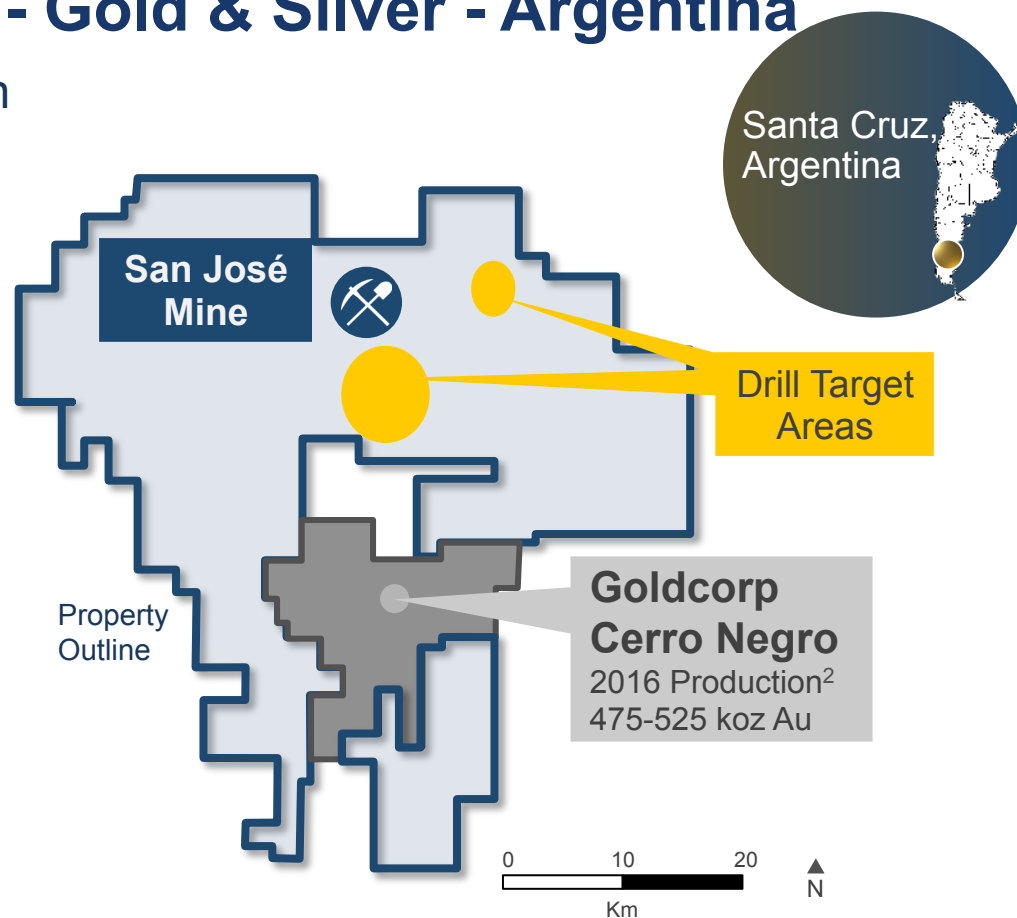 - Gold & Silver - Argentina
Santa Cruz,
Argentina
San José
Mine
Drill Target
Areas
Goldcorp
Cerro Negro
2016 Production²
475-525 koz Au
Property
Outline
0 10 20
Km
N